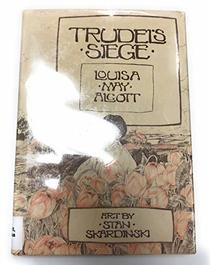 TRUDEL'S
·SIEGE·
LOUISA
·MAY·
ALCOTT
ART BY
·STAN·
SKARDINSKI